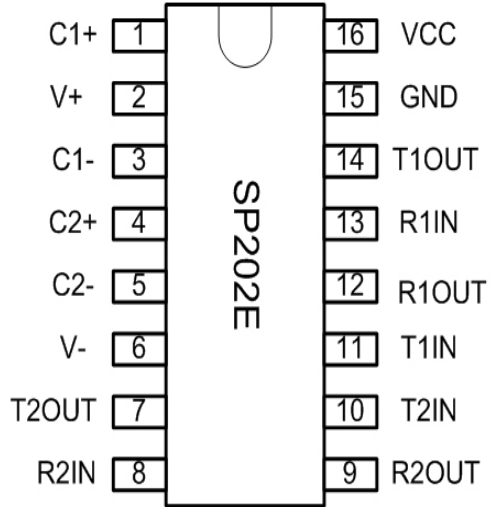 C1+ 1 16 VCC
V+ 2 15 GND
C1- 3 14 T1OUT
C2+ 4 13 R1IN
C2- 5 12 R1OUT
V- 6 11 T1IN
T2OUT 7 10 T2IN
R2IN 8 9 R2OUT
SP202E